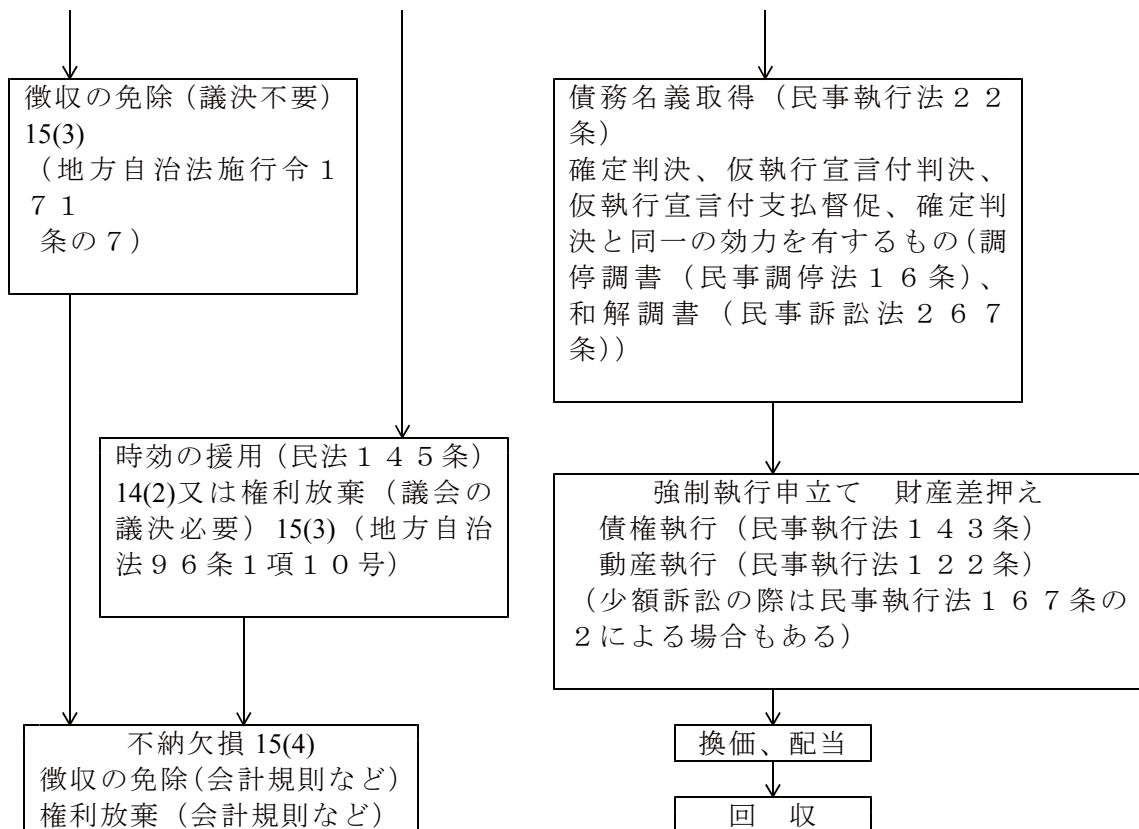 徴収の免除（議決不要）
15(3)
（地方自治法施行令１
７１
条の７）
債務名義取得（民事執行法２２
条）
確定判決、仮執行宣言付判決、
仮執行宣言付支払督促、確定判
決と同一の効力を有するもの（調
停調書（民事調停法１６条）、
和解調書（民事訴訟法２６７
条））
時効の援用（民法１４５条）
14(2)又は権利放棄（議会の
議決必要）15(3)（地方自治
法９６条１項１０号）
強制執行申立て　財産差押え
債権執行（民事執行法１４３条）
動産執行（民事執行法１２２条）
（少額訴訟の際は民事執行法１６７条の
２による場合もある）
不納欠損 15(4)
徴収の免除（会計規則など）
権利放棄（会計規則など）
換価、配当
回　収